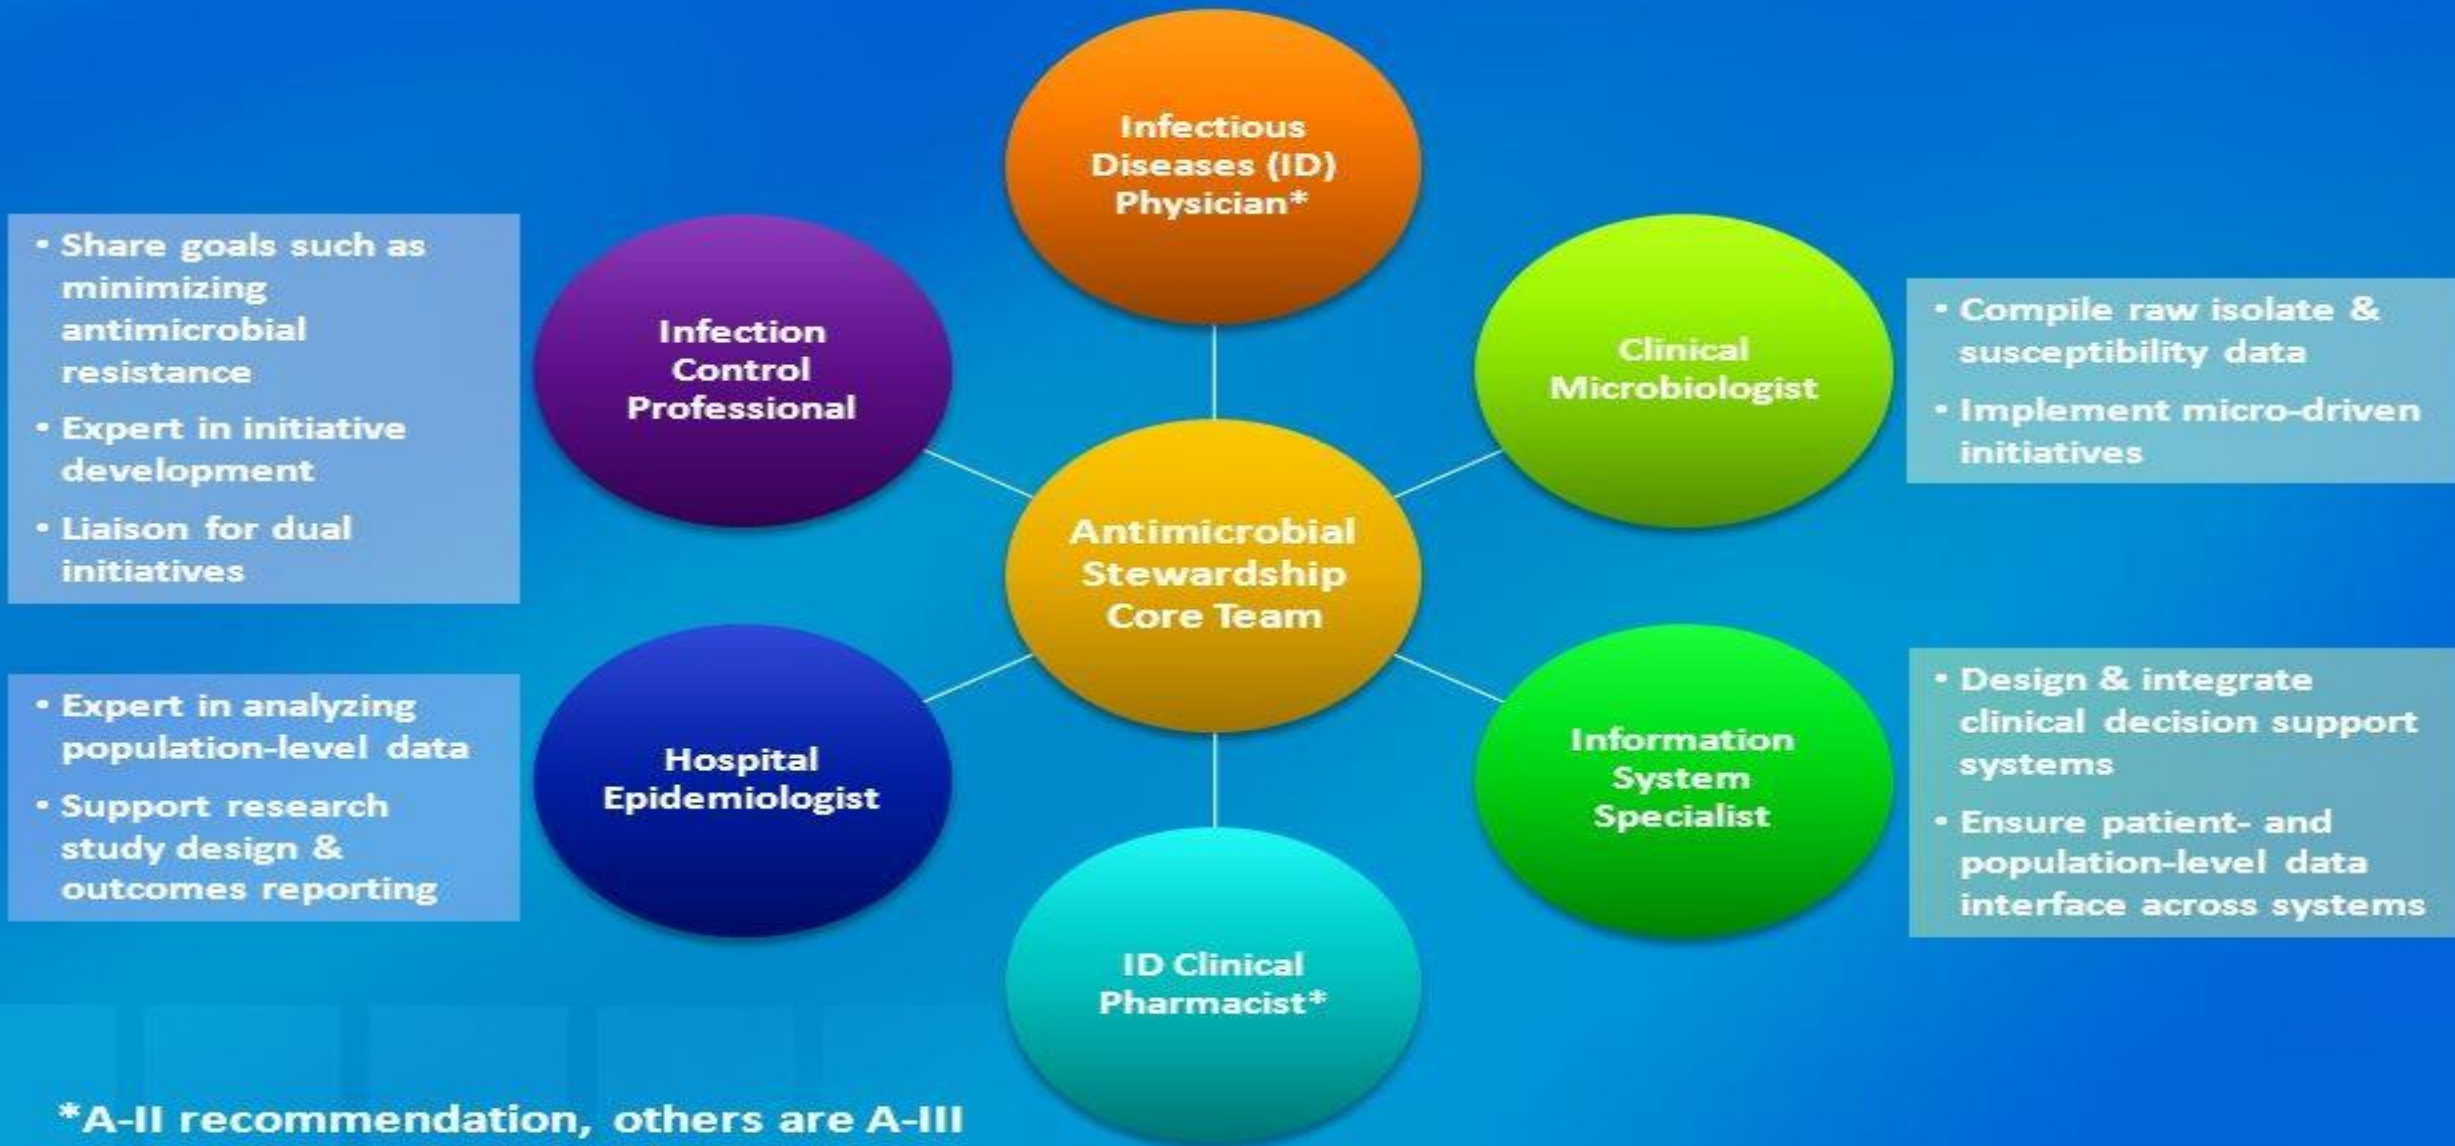 Infectious
Diseases (ID)
Physician*
• Share goals such as
minimizing
antimicrobial
resistance
• Expert in initiative
development
• Liaison for dual
initiatives
Infection
Control
Professional
Clinical
Microbiologist
• Compile raw isolate &
susceptibility data
• Implement micro-driven
initiatives
Antimicrobial
Stewardship
Core Team
• Expert in analyzing
population-level data
• Support research
study design &
outcomes reporting
Hospital
Epidemiologist
Information
System
Specialist
• Design & integrate
clinical decision support
systems
• Ensure patient- and
population-level data
interface across systems
ID Clinical
Pharmacist*
*A-II recommendation, others are A-III